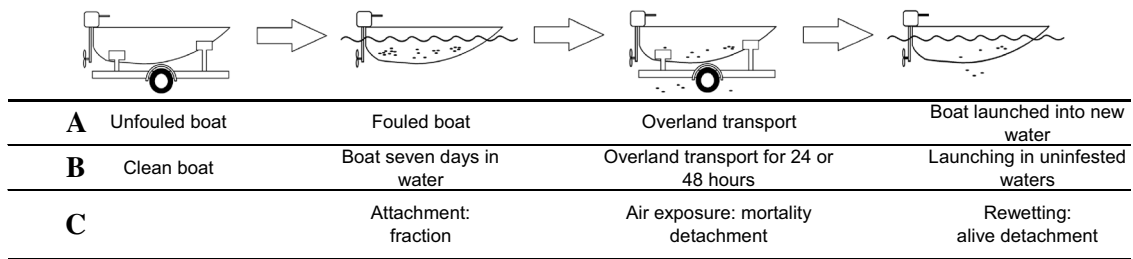 A Unfouled boat Fouled boat Overland transport Boat launched into new
water
B Clean boat Boat seven days in
water Overland transport for 24 or
48 hours Launching in uninfested
waters
C Attachment:
fraction Air exposure: mortality
detachment Rewetting:
alive detachment